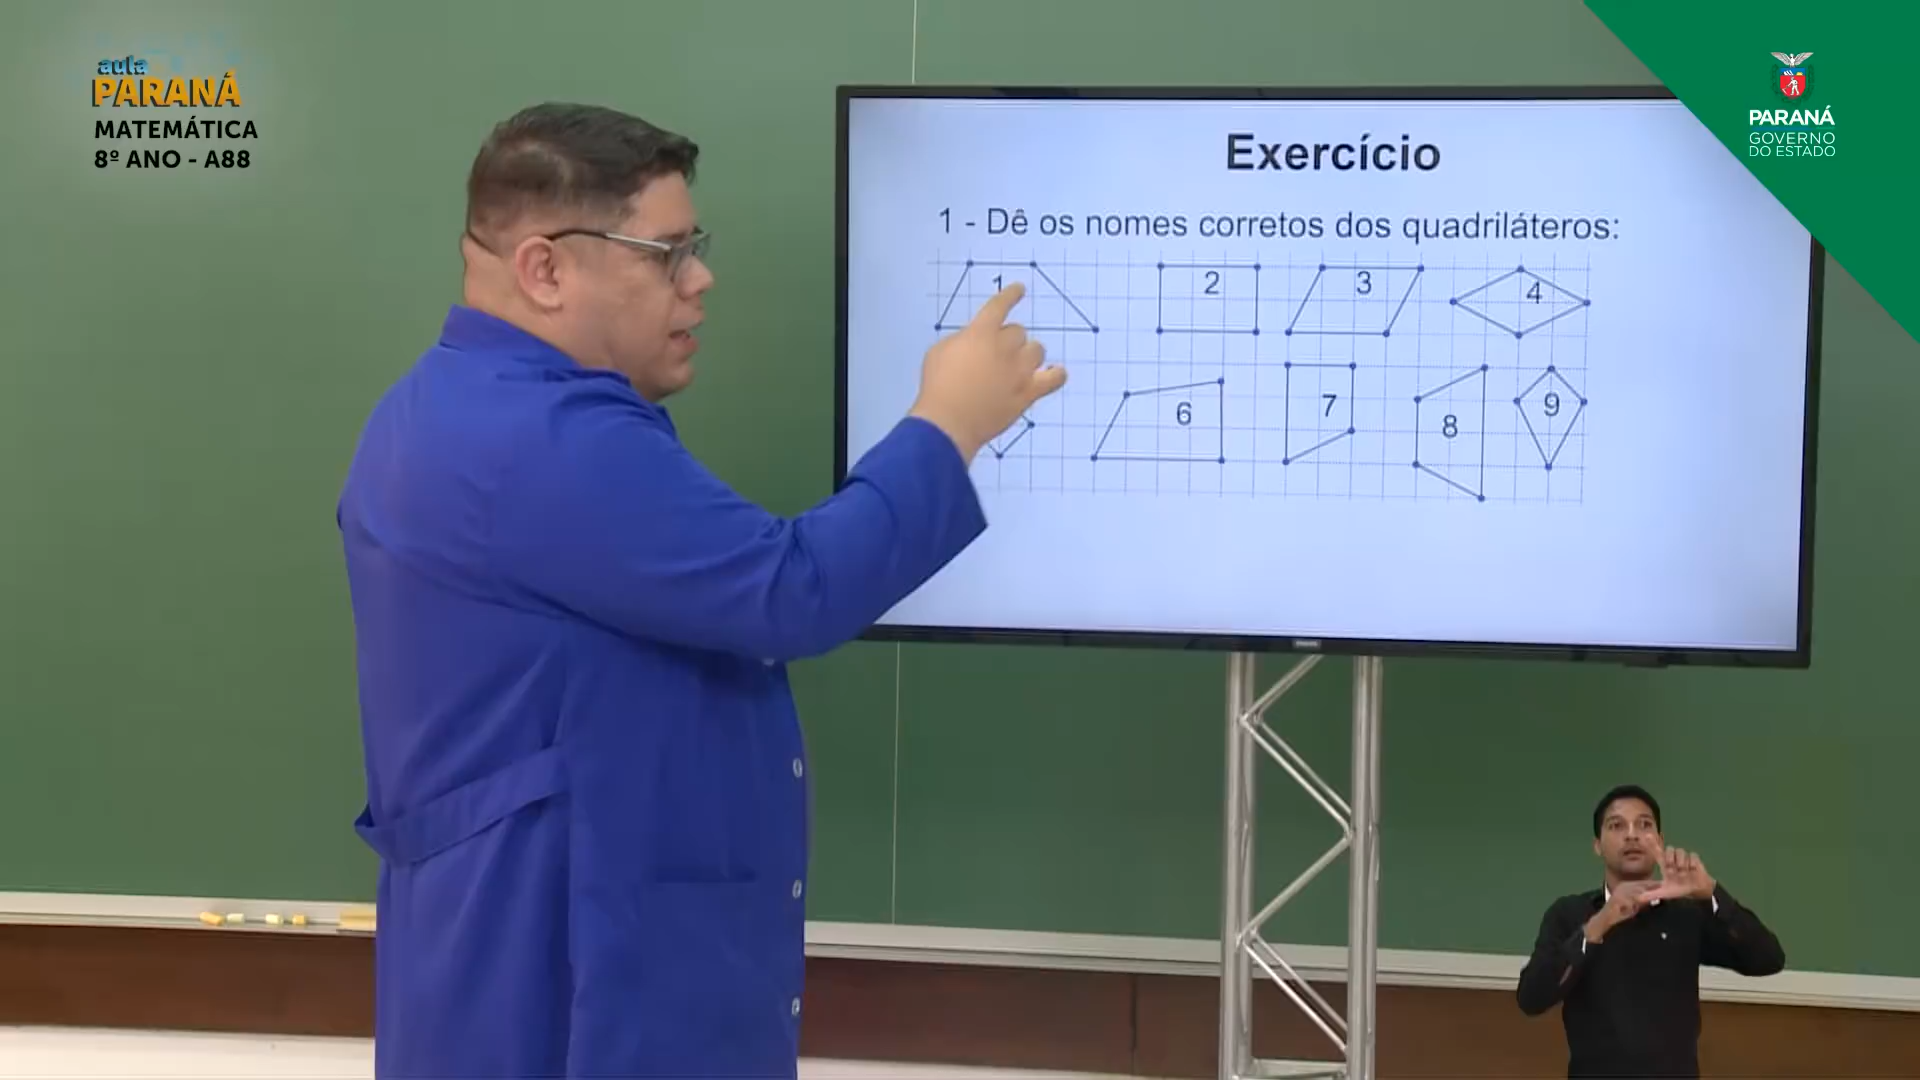 aula
PARANÁ
MATEMÁTICA
8º ANO - A88
PARANÁ
GOVERNO
DO ESTADO
Exercício
1 - Dê os nomes corretos dos quadriláteros:
1 2 3 4
6 7 8 9